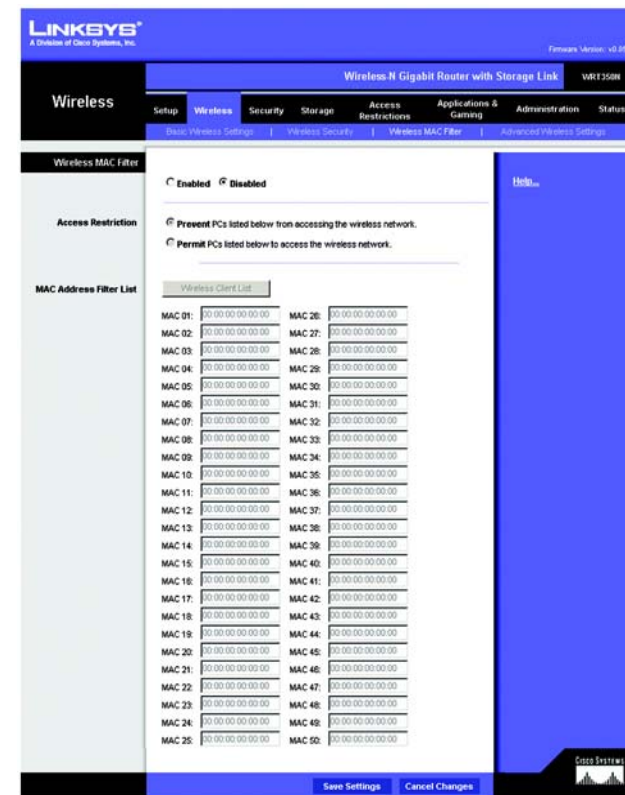 LINKSYS®
A Division of Cisco Systems, Inc.
Firmware Version: v0.
Wireless-N Gigabit Router with Storage Link WRT350N
Wireless
Setup Wireless Security Storage Access Restrictions Applications & Gaming Administration Status
Basic Wireless Settings | Wireless Security | Wireless MAC Filter | Advanced Wireless Settings
Wireless MAC Filter
Enabled Disabled
Help...
Access Restriction
Prevent PCs listed below from accessing the wireless network.
Permit PCs listed below to access the wireless network.
MAC Address Filter List
Wireless Client List
MAC 01: 00:00:00:00:00:00 MAC 26: 00:00:00:00:00:00
MAC 02: 00:00:00:00:00:00 MAC 27: 00:00:00:00:00:00
MAC 03: 00:00:00:00:00:00 MAC 28: 00:00:00:00:00:00
MAC 04: 00:00:00:00:00:00 MAC 29: 00:00:00:00:00:00
MAC 05: 00:00:00:00:00:00 MAC 30: 00:00:00:00:00:00
MAC 06: 00:00:00:00:00:00 MAC 31: 00:00:00:00:00:00
MAC 07: 00:00:00:00:00:00 MAC 32: 00:00:00:00:00:00
MAC 08: 00:00:00:00:00:00 MAC 33: 00:00:00:00:00:00
MAC 09: 00:00:00:00:00:00 MAC 34: 00:00:00:00:00:00
MAC 10: 00:00:00:00:00:00 MAC 35: 00:00:00:00:00:00
MAC 11: 00:00:00:00:00:00 MAC 36: 00:00:00:00:00:00
MAC 12: 00:00:00:00:00:00 MAC 37: 00:00:00:00:00:00
MAC 13: 00:00:00:00:00:00 MAC 38: 00:00:00:00:00:00
MAC 14: 00:00:00:00:00:00 MAC 39: 00:00:00:00:00:00
MAC 15: 00:00:00:00:00:00 MAC 40: 00:00:00:00:00:00
MAC 16: 00:00:00:00:00:00 MAC 41: 00:00:00:00:00:00
MAC 17: 00:00:00:00:00:00 MAC 42: 00:00:00:00:00:00
MAC 18: 00:00:00:00:00:00 MAC 43: 00:00:00:00:00:00
MAC 19: 00:00:00:00:00:00 MAC 44: 00:00:00:00:00:00
MAC 20: 00:00:00:00:00:00 MAC 45: 00:00:00:00:00:00
MAC 21: 00:00:00:00:00:00 MAC 46: 00:00:00:00:00:00
MAC 22: 00:00:00:00:00:00 MAC 47: 00:00:00:00:00:00
MAC 23: 00:00:00:00:00:00 MAC 48: 00:00:00:00:00:00
MAC 24: 00:00:00:00:00:00 MAC 49: 00:00:00:00:00:00
MAC 25: 00:00:00:00:00:00 MAC 50: 00:00:00:00:00:00
Save Settings Cancel Changes
CISCO SYSTEMS